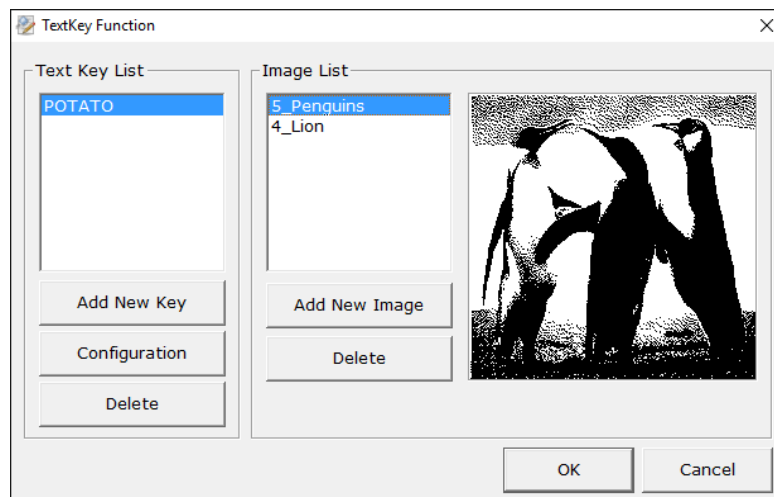 TextKey Function
Text Key List
POTATO
Add New Key
Configuration
Delete
Image List
5_Penguins
4_Lion
Add New Image
Delete
OK
Cancel